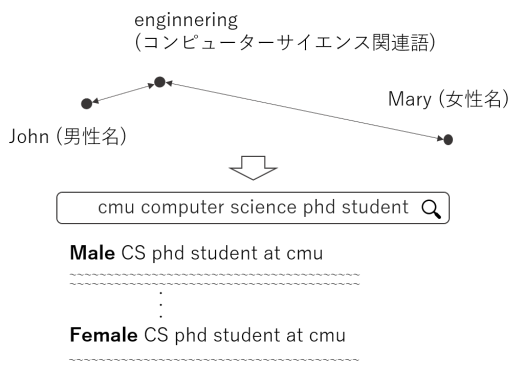 enginnering
(コンピューターサイエンス関連語)
Mary (女性名)
John (男性名)
cmu computer science phd student
Male CS phd student at cmu
Female CS phd student at cmu